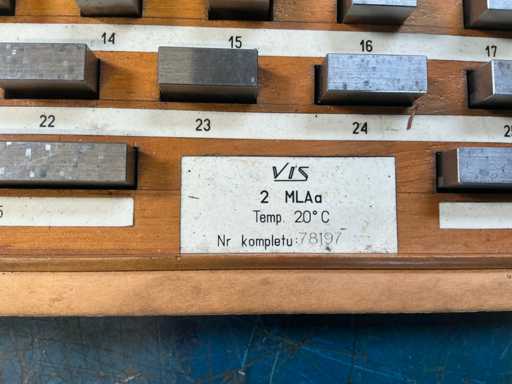 14 15 16 17
22 23 24
VIS
2 MLAa
Temp. 20°C
Nr kompletu: 78197